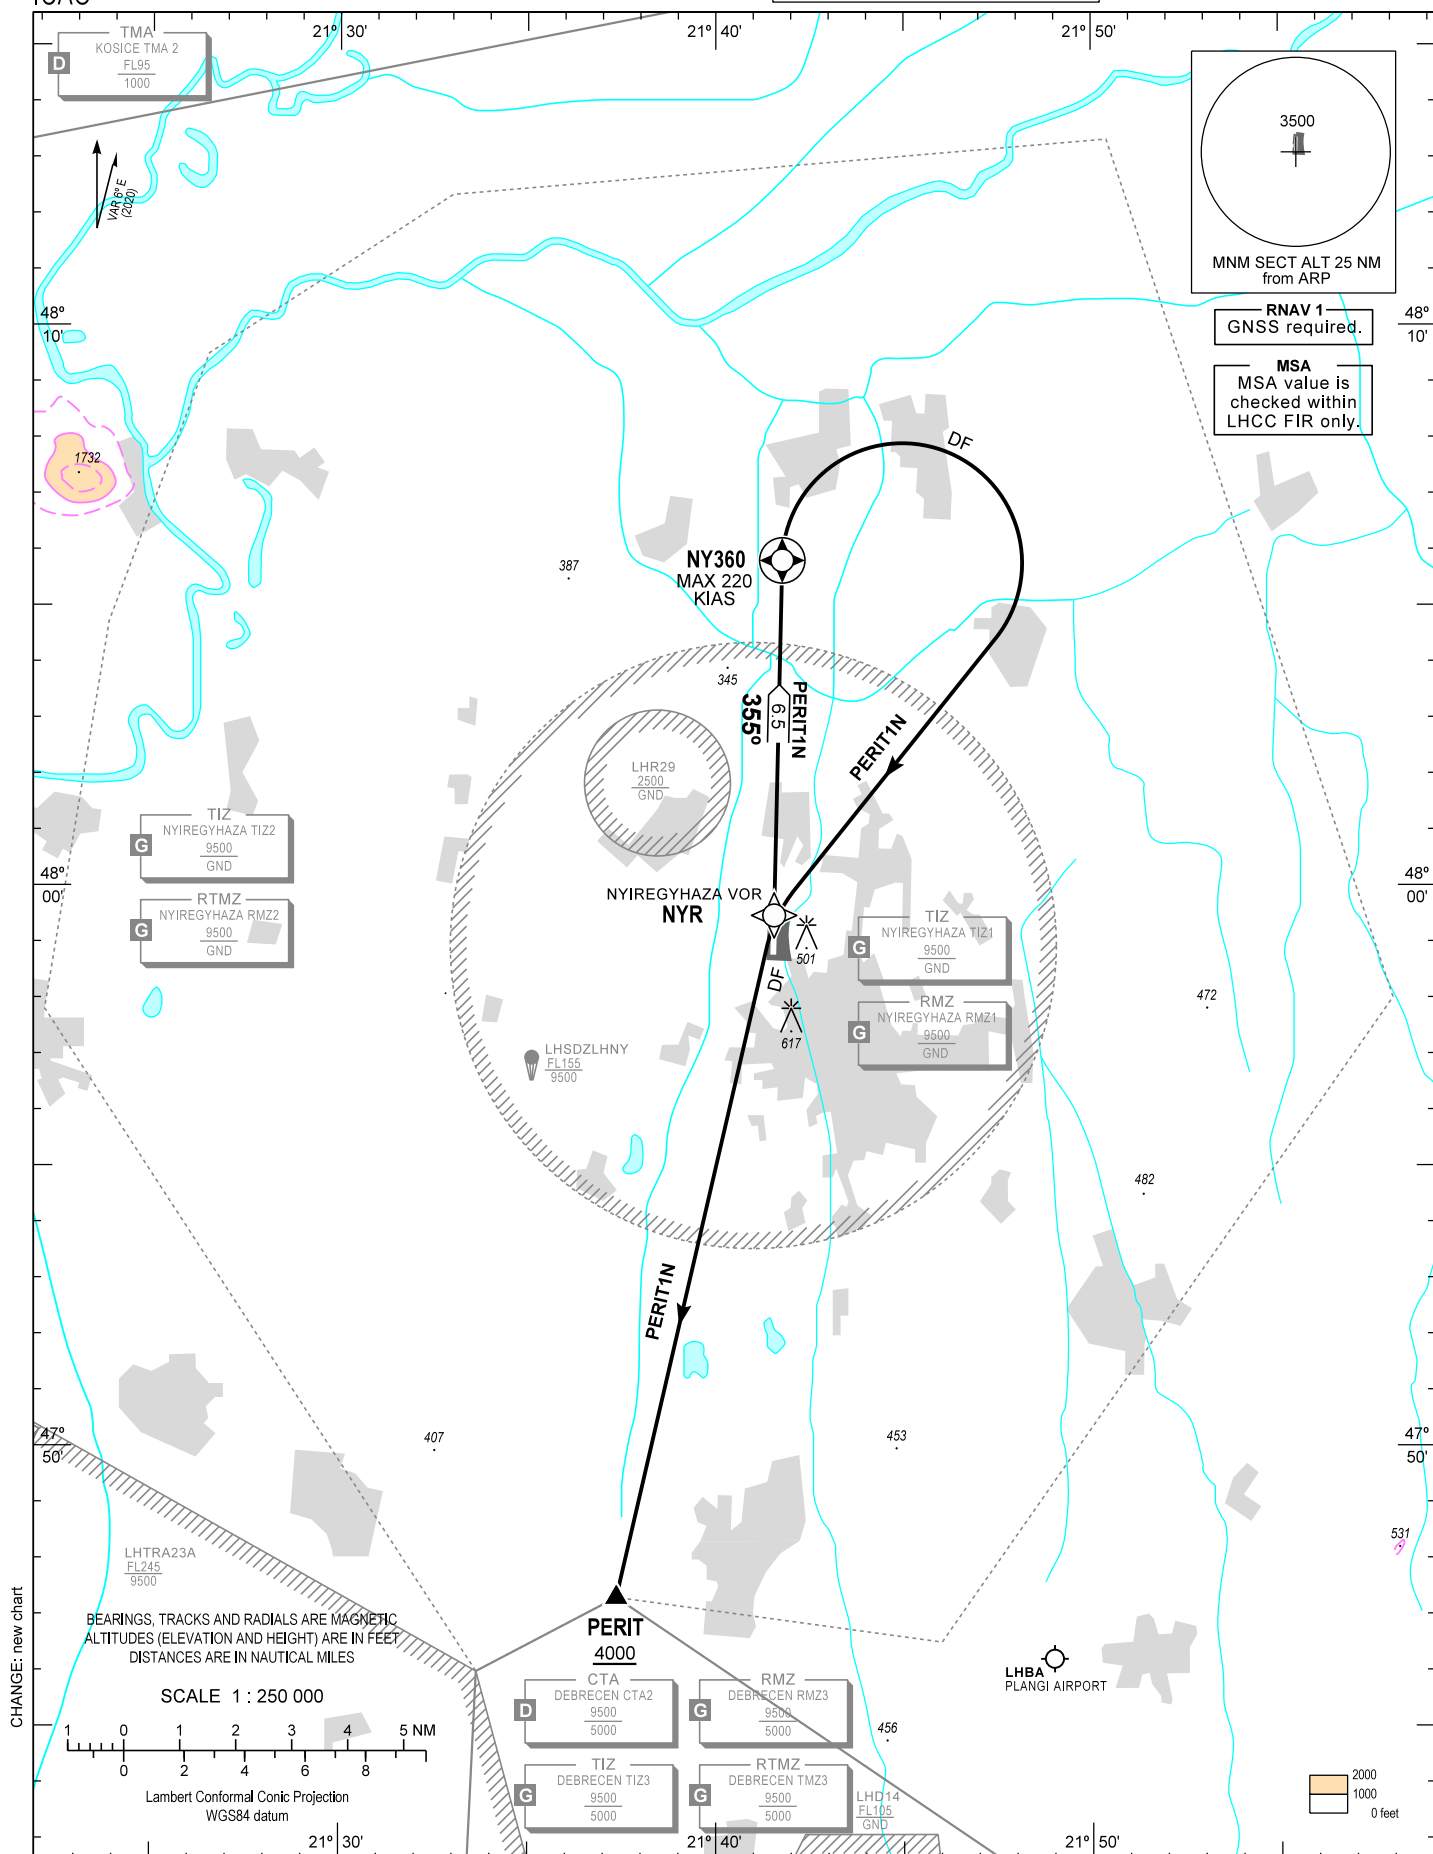 21° 30'
21° 40'
21° 50'
TMA
KOSICE TMA 2
D
FL95
1000
VAR 6° E
(2020)
3500
MNM SECT ALT 25 NM
from ARP
RNAV 1
GNSS required.
MSA
MSA value is
checked within
LHCC FIR only.
48°
10'
48°
10'
1732
DF
387
NY360
MAX 220
KIAS
345
PERIT1N
6.5
355°
PERIT1N
LHR29
2500
GND
TIZ
NYIREGYHAZA TIZ2
G
9500
GND
RTMZ
NYIREGYHAZA RMZ2
G
9500
GND
48°
00'
48°
00'
NYIREGYHAZA VOR
NYR
501
DF
617
TIZ
NYIREGYHAZA TIZ1
G
9500
GND
RMZ
NYIREGYHAZA RMZ1
G
9500
GND
472
LHSDZLHNY
FL155
9500
482
PERIT1N
407
453
47°
50'
47°
50'
531
LHTRA23A
FL245
9500
BEARINGS, TRACKS AND RADIALS ARE MAGNETIC
ALTITUDES (ELEVATION AND HEIGHT) ARE IN FEET
DISTANCES ARE IN NAUTICAL MILES
SCALE 1 : 250 000
1 0 1 2 3 4 5 NM
0 2 4 6 8
Lambert Conformal Conic Projection
WGS84 datum
CHANGE: new chart
PERIT
4000
CTA
DEBRECEN CTA2
D
9500
5000
RMZ
DEBRECEN RMZ3
G
9500
5000
TIZ
DEBRECEN TIZ3
G
9500
5000
RTMZ
DEBRECEN TMZ3
G
9500
5000
LHD14
FL105
GND
456
LHBA
PLANGI AIRPORT
2000
1000
0 feet
21° 30'
21° 40'
21° 50'